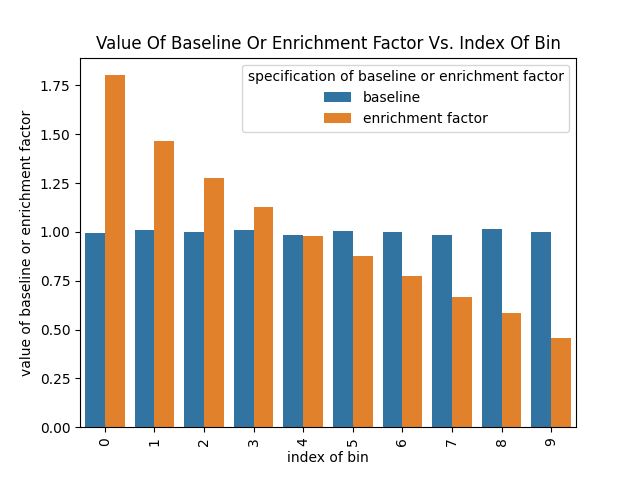 Value Of Baseline Or Enrichment Factor Vs. Index Of Bin
specification of baseline or enrichment factor
baseline
enrichment factor
value of baseline or enrichment factor
1.75
1.50
1.25
1.00
0.75
0.50
0.25
0.00
0 1 2 3 4 5 6 7 8 9
index of bin